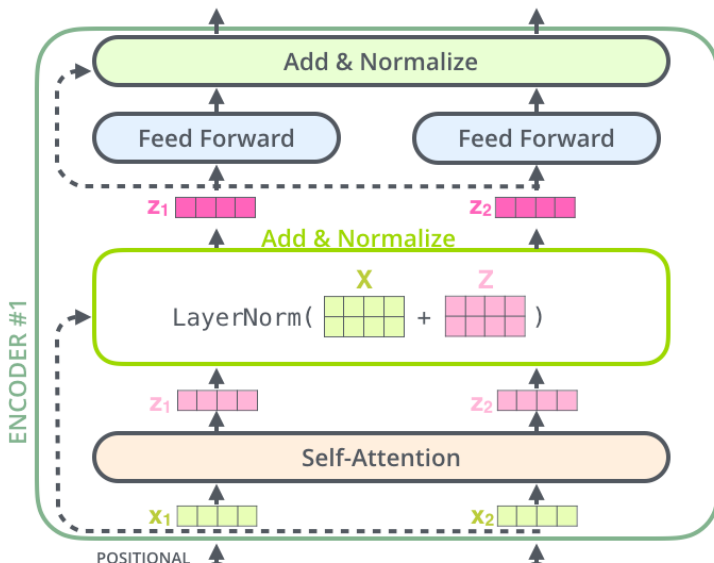 Add & Normalize
Feed Forward
Feed Forward
z1
z2
Add & Normalize
X
Z
LayerNorm( + )
z1
z2
Self-Attention
x1
x2
POSITIONAL
ENCODER #1